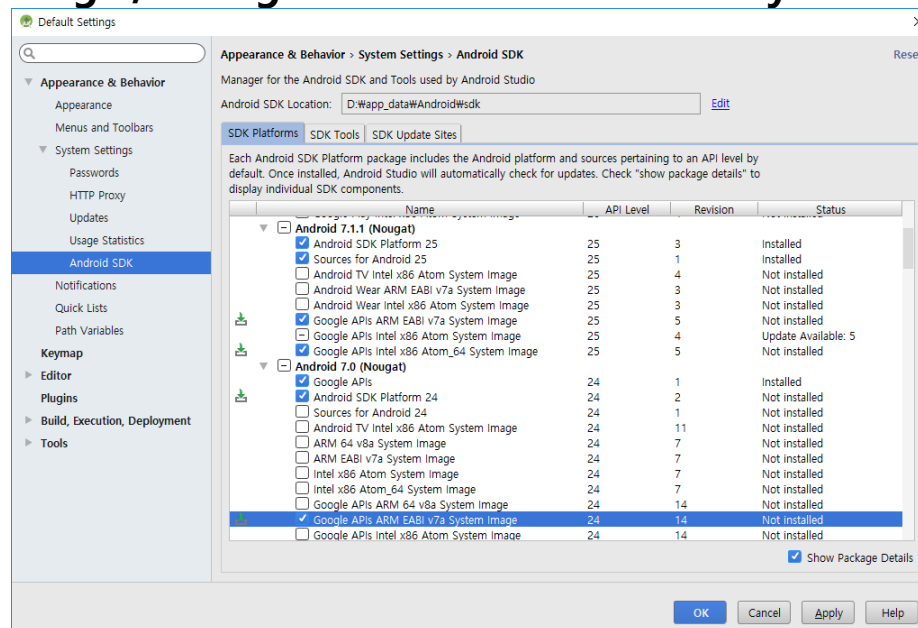 Default Settings
Appearance & Behavior › System Settings › Android SDK
Rese
Manager for the Android SDK and Tools used by Android Studio
Android SDK Location: D:₩app_data₩Android₩sdk Edit
Appearance & Behavior
Appearance
Menus and Toolbars
System Settings
Passwords
HTTP Proxy
Updates
Usage Statistics
Android SDK
Notifications
Quick Lists
Path Variables
Keymap
Editor
Plugins
Build, Execution, Deployment
Tools
SDK Platforms SDK Tools SDK Update Sites
Each Android SDK Platform package includes the Android platform and sources pertaining to an API level by
default. Once installed, Android Studio will automatically check for updates. Check "show package details" to
display individual SDK components.
Name API Level Revision Status
Android 7.1.1 (Nougat)
Android SDK Platform 25 25 3 Installed
Sources for Android 25 25 1 Installed
Android TV Intel x86 Atom System Image 25 4 Not installed
Android Wear ARM EABI v7a System Image 25 3 Not installed
Android Wear Intel x86 Atom System Image 25 3 Not installed
Google APIs ARM EABI v7a System Image 25 5 Not installed
Google APIs Intel x86 Atom System Image 25 4 Update Available: 5
Google APIs Intel x86 Atom_64 System Image 25 5 Not installed
Android 7.0 (Nougat)
Google APIs 24 1 Installed
Android SDK Platform 24 24 2 Not installed
Sources for Android 24 24 1 Not installed
Android TV Intel x86 Atom System Image 24 11 Not installed
ARM 64 v8a System Image 24 7 Not installed
ARM EABI v7a System Image 24 7 Not installed
Intel x86 Atom System Image 24 7 Not installed
Intel x86 Atom_64 System Image 24 7 Not installed
Google APIs ARM 64 v8a System Image 24 14 Not installed
Google APIs ARM EABI v7a System Image 24 14 Not installed
Google APIs Intel x86 Atom System Image 24 14 Not installed
Show Package Details
OK Cancel Apply Help